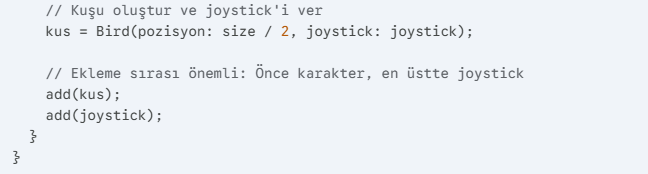 // Kuşu oluştur ve joystick'i ver
kus = Bird(pozisyon: size / 2, joystick: joystick);
// Ekleme sırası önemli: Önce karakter, en üstte joystick
add(kus);
add(joystick);
}
}